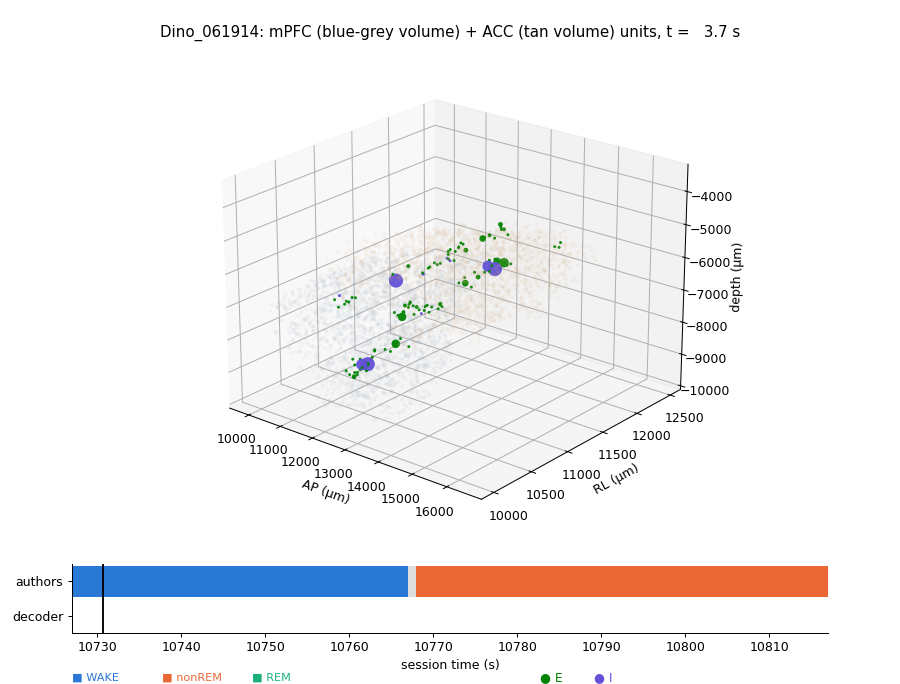 Dino_061914: mPFC (blue-grey volume) + ACC (tan volume) units, t =   3.7 s
−4000
−5000
−6000
−7000
−8000
−9000
−10000
depth (μm)
10000
11000
12000
13000
14000
15000
16000
AP (μm)
10000
10500
11000
11500
12000
12500
RL (μm)
authors
decoder
10730
10740
10750
10760
10770
10780
10790
10800
10810
session time (s)
WAKE
nonREM
REM
E
I